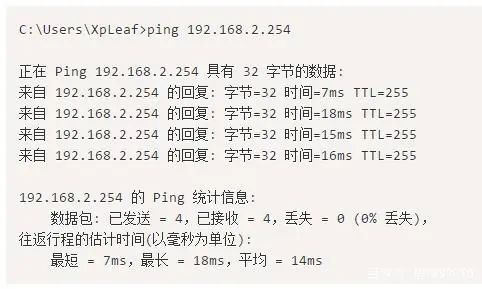 C:\Users\XpLeaf>ping 192.168.2.254
正在 Ping 192.168.2.254 具有 32 字节的数据:
来自 192.168.2.254 的回复: 字节=32 时间=7ms TTL=255
来自 192.168.2.254 的回复: 字节=32 时间=18ms TTL=255
来自 192.168.2.254 的回复: 字节=32 时间=15ms TTL=255
来自 192.168.2.254 的回复: 字节=32 时间=16ms TTL=255
192.168.2.254 的 Ping 统计信息:
数据包: 已发送 = 4，已接收 = 4，丢失 = 0 (0% 丢失)，
往返行程的估计时间(以毫秒为单位):
最短 = 7ms，最长 = 18ms，平均 = 14ms